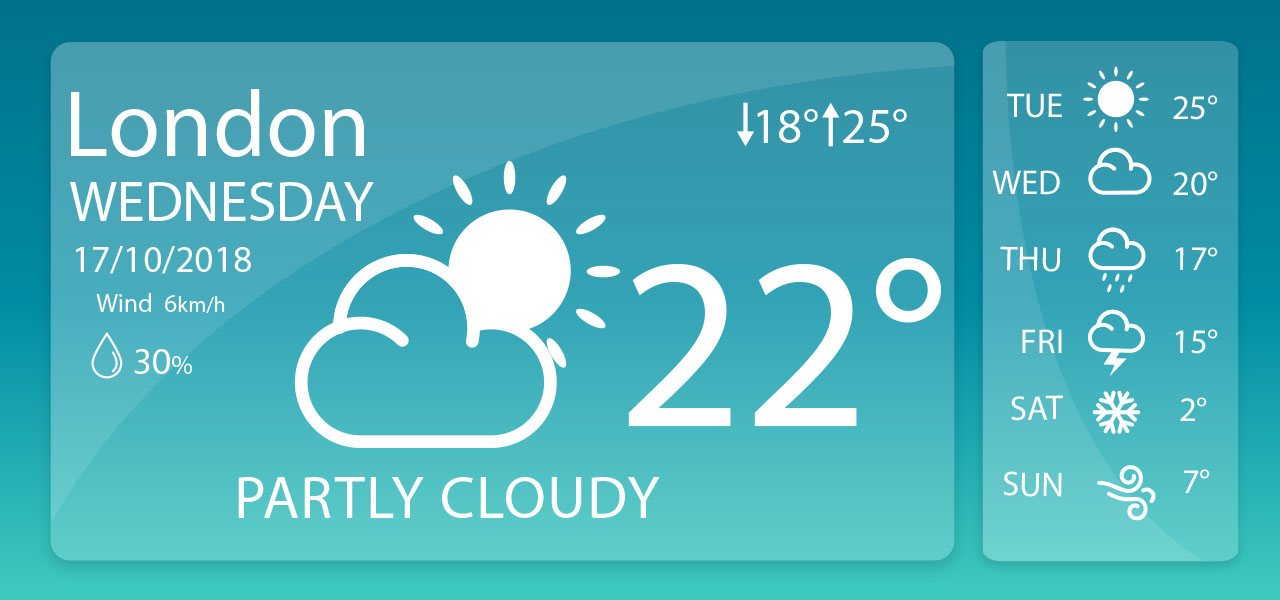 London
WEDNESDAY
17/10/2018
Wind 6km/h
30%
↓18°↑25°
22°
PARTLY CLOUDY
TUE 25°
WED 20°
THU 17°
FRI 15°
SAT 2°
SUN 7°